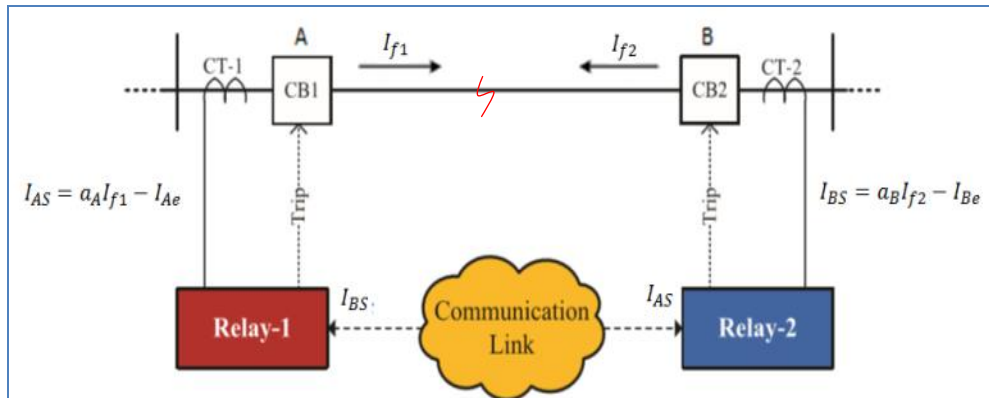 A
B
I_{f1}
I_{f2}
CT-1
CB1
CB2
CT-2
I_{AS} = a_A I_{f1} − I_{Ae}
Trip
Trip
I_{BS} = a_B I_{f2} − I_{Be}
I_{BS}:
I_{AS}
Relay-1
Communication
Link
Relay-2